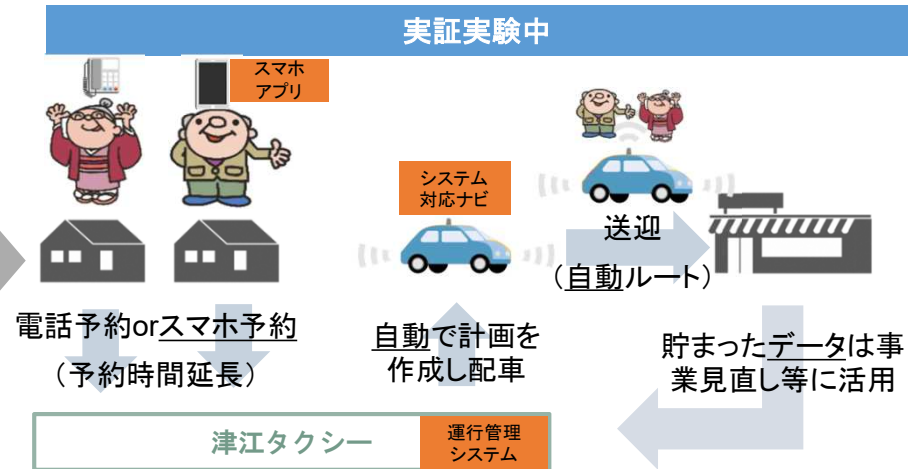 実証実験中
スマホ
アプリ
システム
対応ナビ
送迎
（自動ルート）
電話予約orスマホ予約
（予約時間延長）
自動で計画を
作成し配車
貯まったデータは事
業見直し等に活用
津江タクシー
運行管理
システム